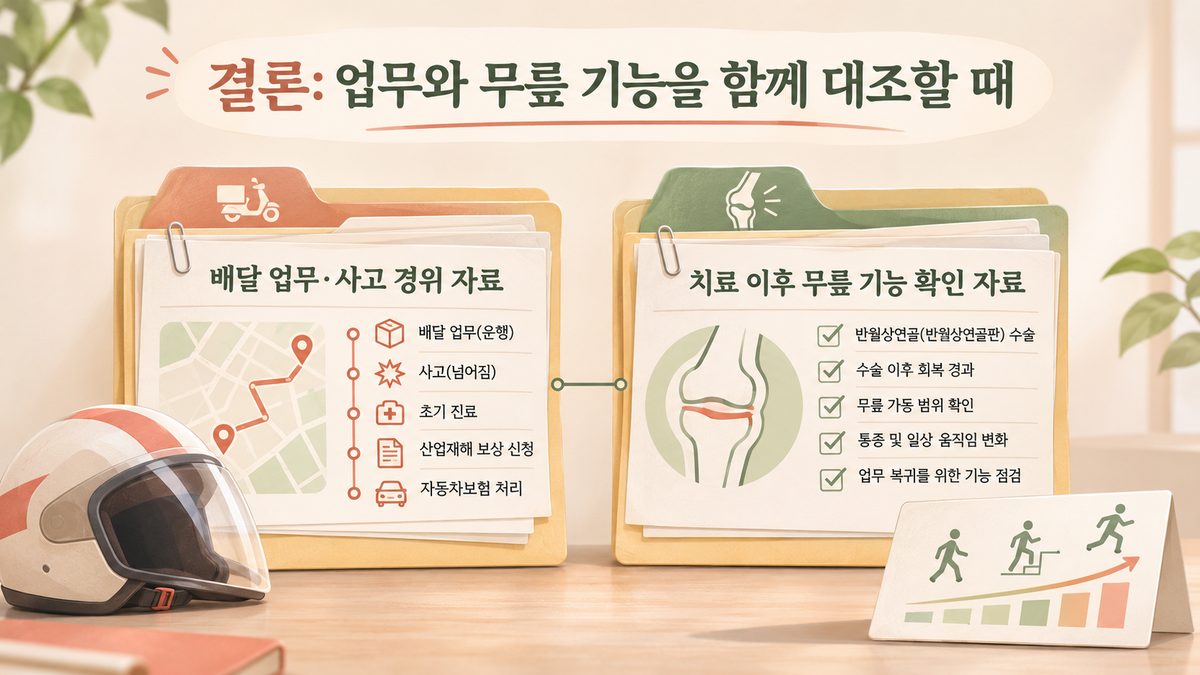 결론: 업무와 무릎 기능을 함께 대조할 때
배달 업무·사고 경위 자료
배달 업무(운행)
사고(넘어짐)
초기 진료
산업재해 보상 신청
자동차보험 처리
치료 이후 무릎 기능 확인 자료
반월상연골(반월상연골판) 수술
수술 이후 회복 경과
무릎 가동 범위 확인
통증 및 일상 움직임 변화
업무 복귀를 위한 기능 점검